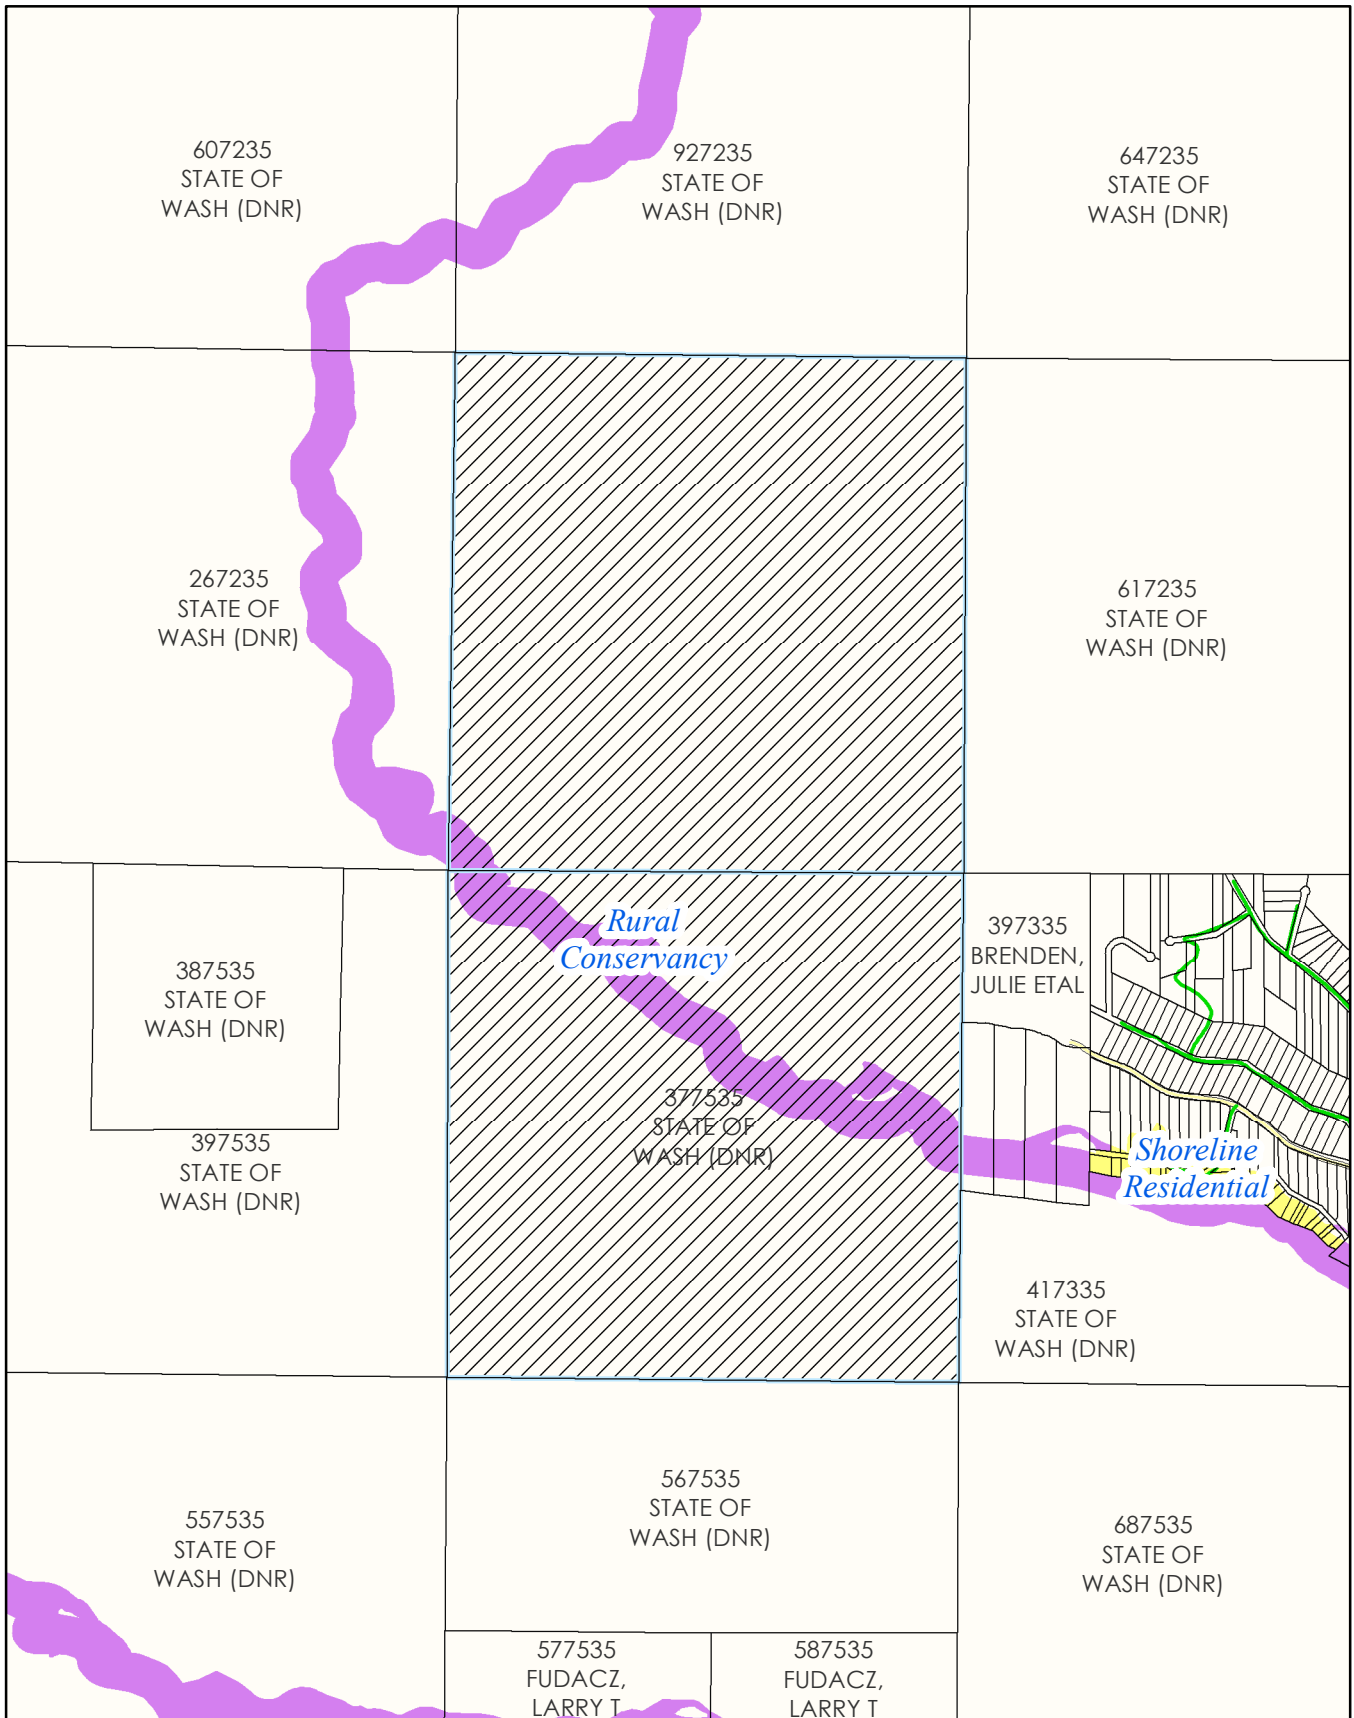 607235
STATE OF
WASH (DNR)
927235
STATE OF
WASH (DNR)
647235
STATE OF
WASH (DNR)
267235
STATE OF
WASH (DNR)
617235
STATE OF
WASH (DNR)
Rural
Conservancy
397335
BRENDEN,
JULIE ETAL
387535
STATE OF
WASH (DNR)
377535
STATE OF
WASH (DNR)
397535
STATE OF
WASH (DNR)
Shoreline
Residential
417335
STATE OF
WASH (DNR)
567535
STATE OF
WASH (DNR)
557535
STATE OF
WASH (DNR)
687535
STATE OF
WASH (DNR)
577535
FUDACZ,
LARRY T
587535
FUDACZ,
LARRY T